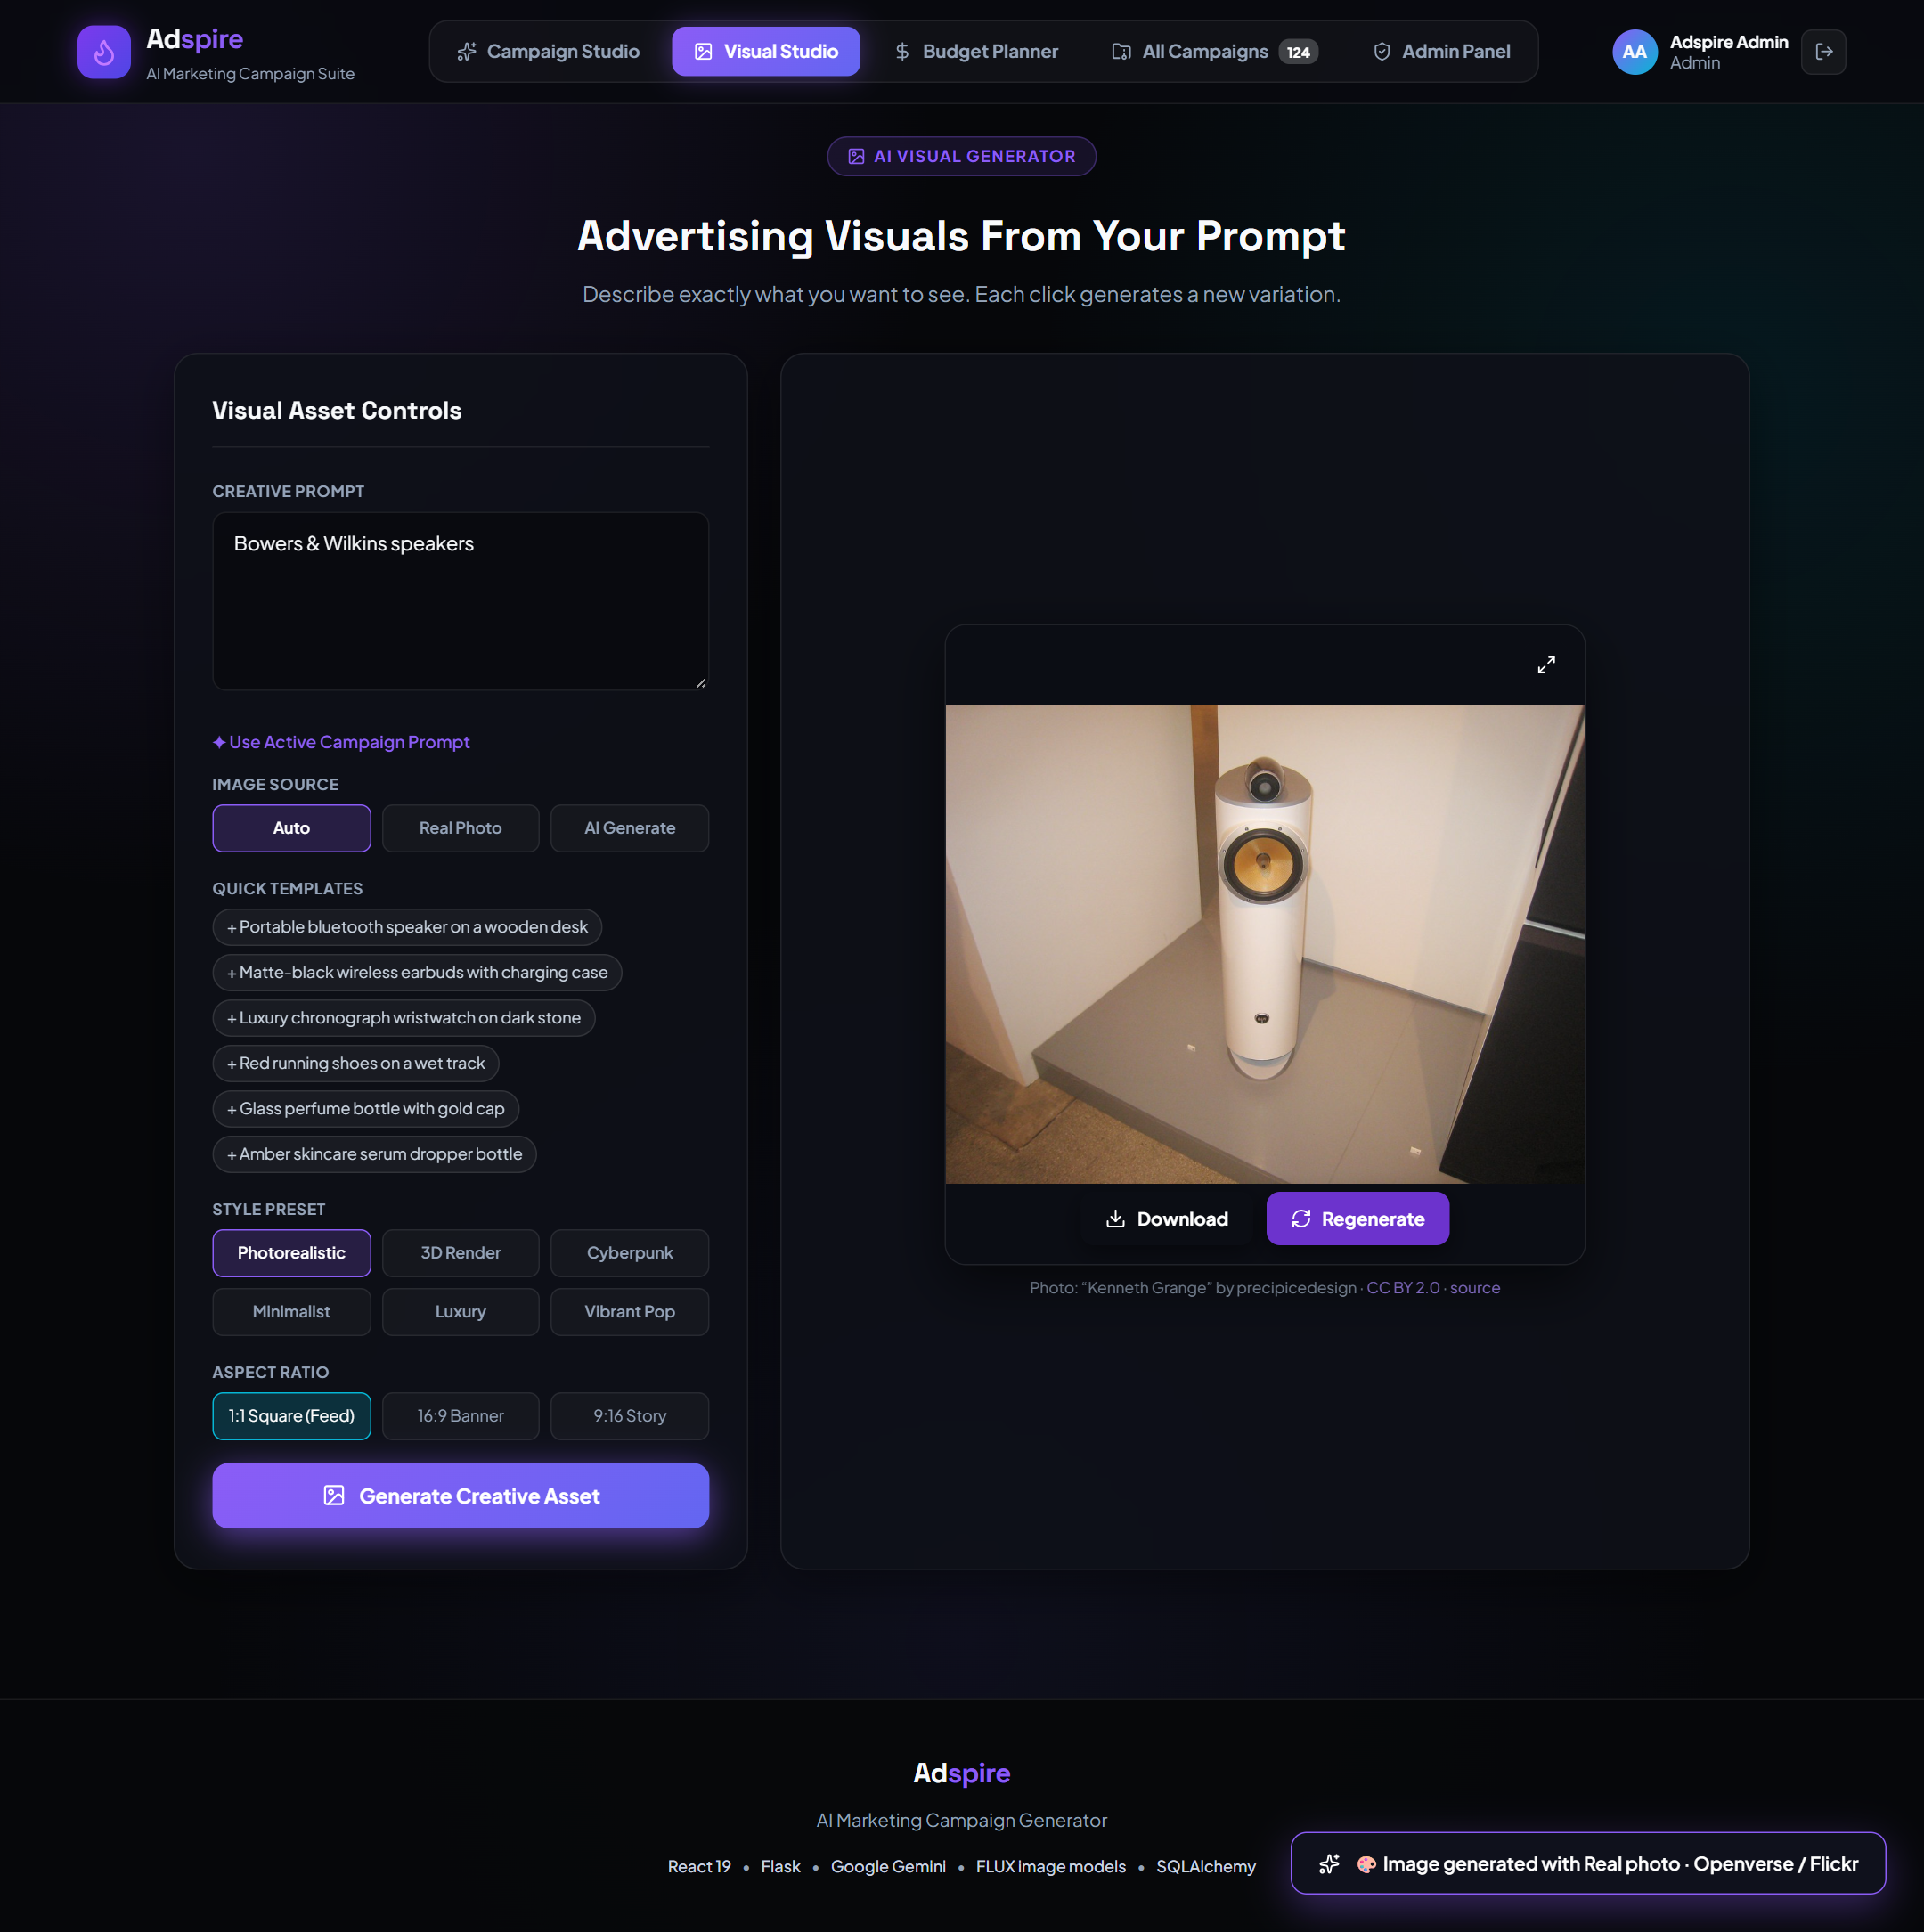 Adspire
AI Marketing Campaign Suite
Campaign Studio
Visual Studio
Budget Planner
All Campaigns 124
Admin Panel
AA
Adspire Admin
Admin
AI VISUAL GENERATOR
Advertising Visuals From Your Prompt
Describe exactly what you want to see. Each click generates a new variation.
Visual Asset Controls
CREATIVE PROMPT
Bowers & Wilkins speakers
✦ Use Active Campaign Prompt
IMAGE SOURCE
Auto
Real Photo
AI Generate
QUICK TEMPLATES
+ Portable bluetooth speaker on a wooden desk
+ Matte-black wireless earbuds with charging case
+ Luxury chronograph wristwatch on dark stone
+ Red running shoes on a wet track
+ Glass perfume bottle with gold cap
+ Amber skincare serum dropper bottle
STYLE PRESET
Photorealistic
3D Render
Cyberpunk
Minimalist
Luxury
Vibrant Pop
ASPECT RATIO
1:1 Square (Feed)
16:9 Banner
9:16 Story
Generate Creative Asset
Download
Regenerate
Photo: “Kenneth Grange” by precipicedesign · CC BY 2.0 · source
Adspire
AI Marketing Campaign Generator
React 19 • Flask • Google Gemini • FLUX image models • SQLAlchemy
🎨 Image generated with Real photo · Openverse / Flickr